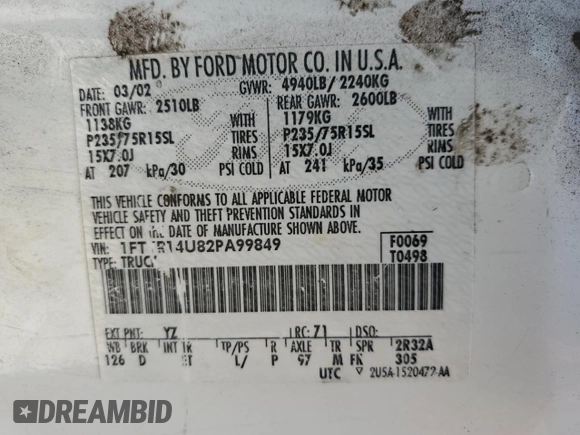 MFD. BY FORD MOTOR CO. IN U.S.A.
DATE: 03/02 GVWR: 4940LB/ 2240KG
FRONT GAWR: 2510LB REAR GAWR: 2600LB
1138KG WITH 1179KG WITH
P235/75R15SL TIRES P235/75R15SL TIRES
15X7.0J RIMS 15X7.0J RIMS
AT 207 kPa/30 PSI COLD AT 241 kPa/35 PSI COLD
THIS VEHICLE CONFORMS TO ALL APPLICABLE FEDERAL MOTOR
VEHICLE SAFETY AND THEFT PREVENTION STANDARDS IN
EFFECT ON THE DATE OF MANUFACTURE SHOWN ABOVE.
VIN: 1FT R14U82PA99849 F0069
TYPE: TRUCK T0498
EXT PNT: YZ RC: 71 DSO:
WB BRK INT TR TP/PS R AXLE TR SPR 2R32A
126 D L/ P 97 M 305
UTC ▽ 2U5A-1520472-AA
DREAMBID